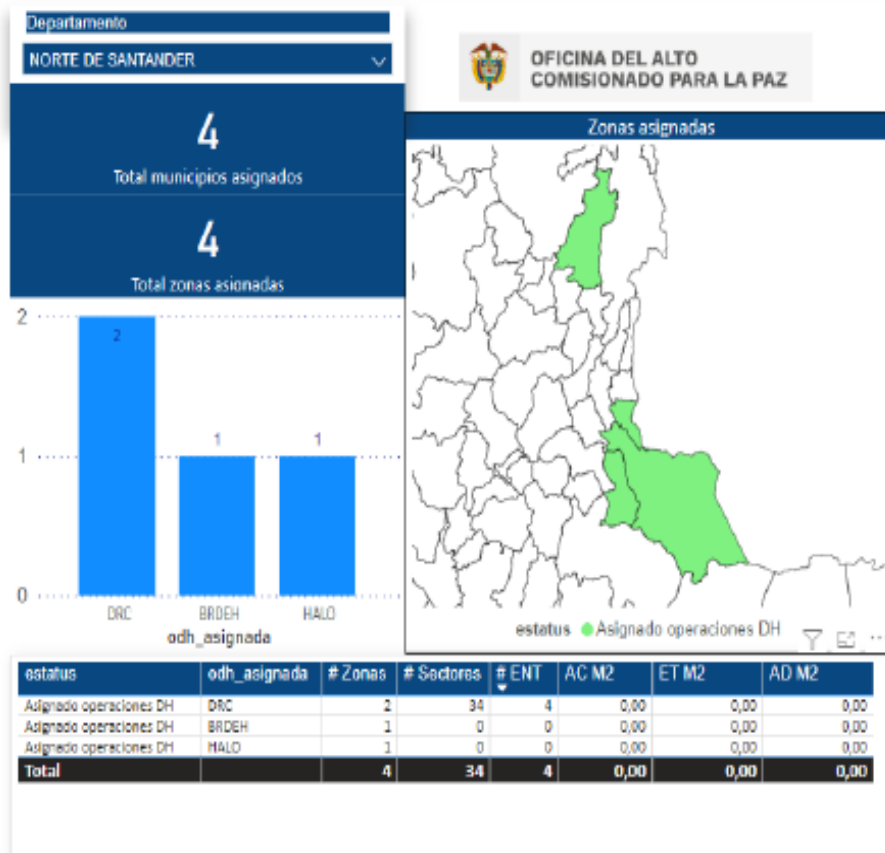 Departamento
NORTE DE SANTANDER
4
Total municipios asignados
4
Total zonas asionadas
OFICINA DEL ALTO
COMISIONADO PARA LA PAZ
Zonas asignadas
2
2
1
1
1
0
DRC BRDEH HALO
odh_asignada
estatus Asignado operaciones DH
estatus odh_asignada # Zonas # Sectores # ENT AC M2 ET M2 AD M2
Asignado operaciones DH DRC 2 34 4 0,00 0,00 0,00
Asignado operaciones DH BRDEH 1 0 0 0,00 0,00 0,00
Asignado operaciones DH HALO 1 0 0 0,00 0,00 0,00
Total 4 34 4 0,00 0,00 0,00